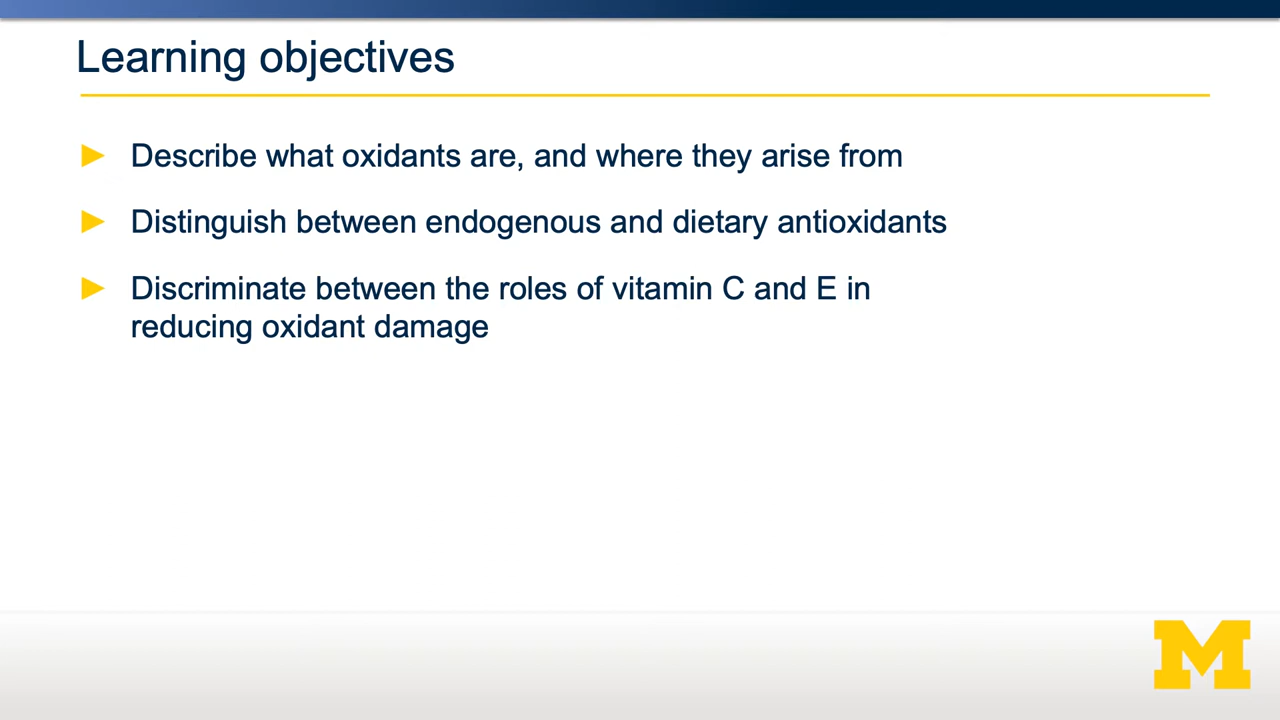 Learning objectives
Describe what oxidants are, and where they arise from
Distinguish between endogenous and dietary antioxidants
Discriminate between the roles of vitamin C and E in
reducing oxidant damage
M